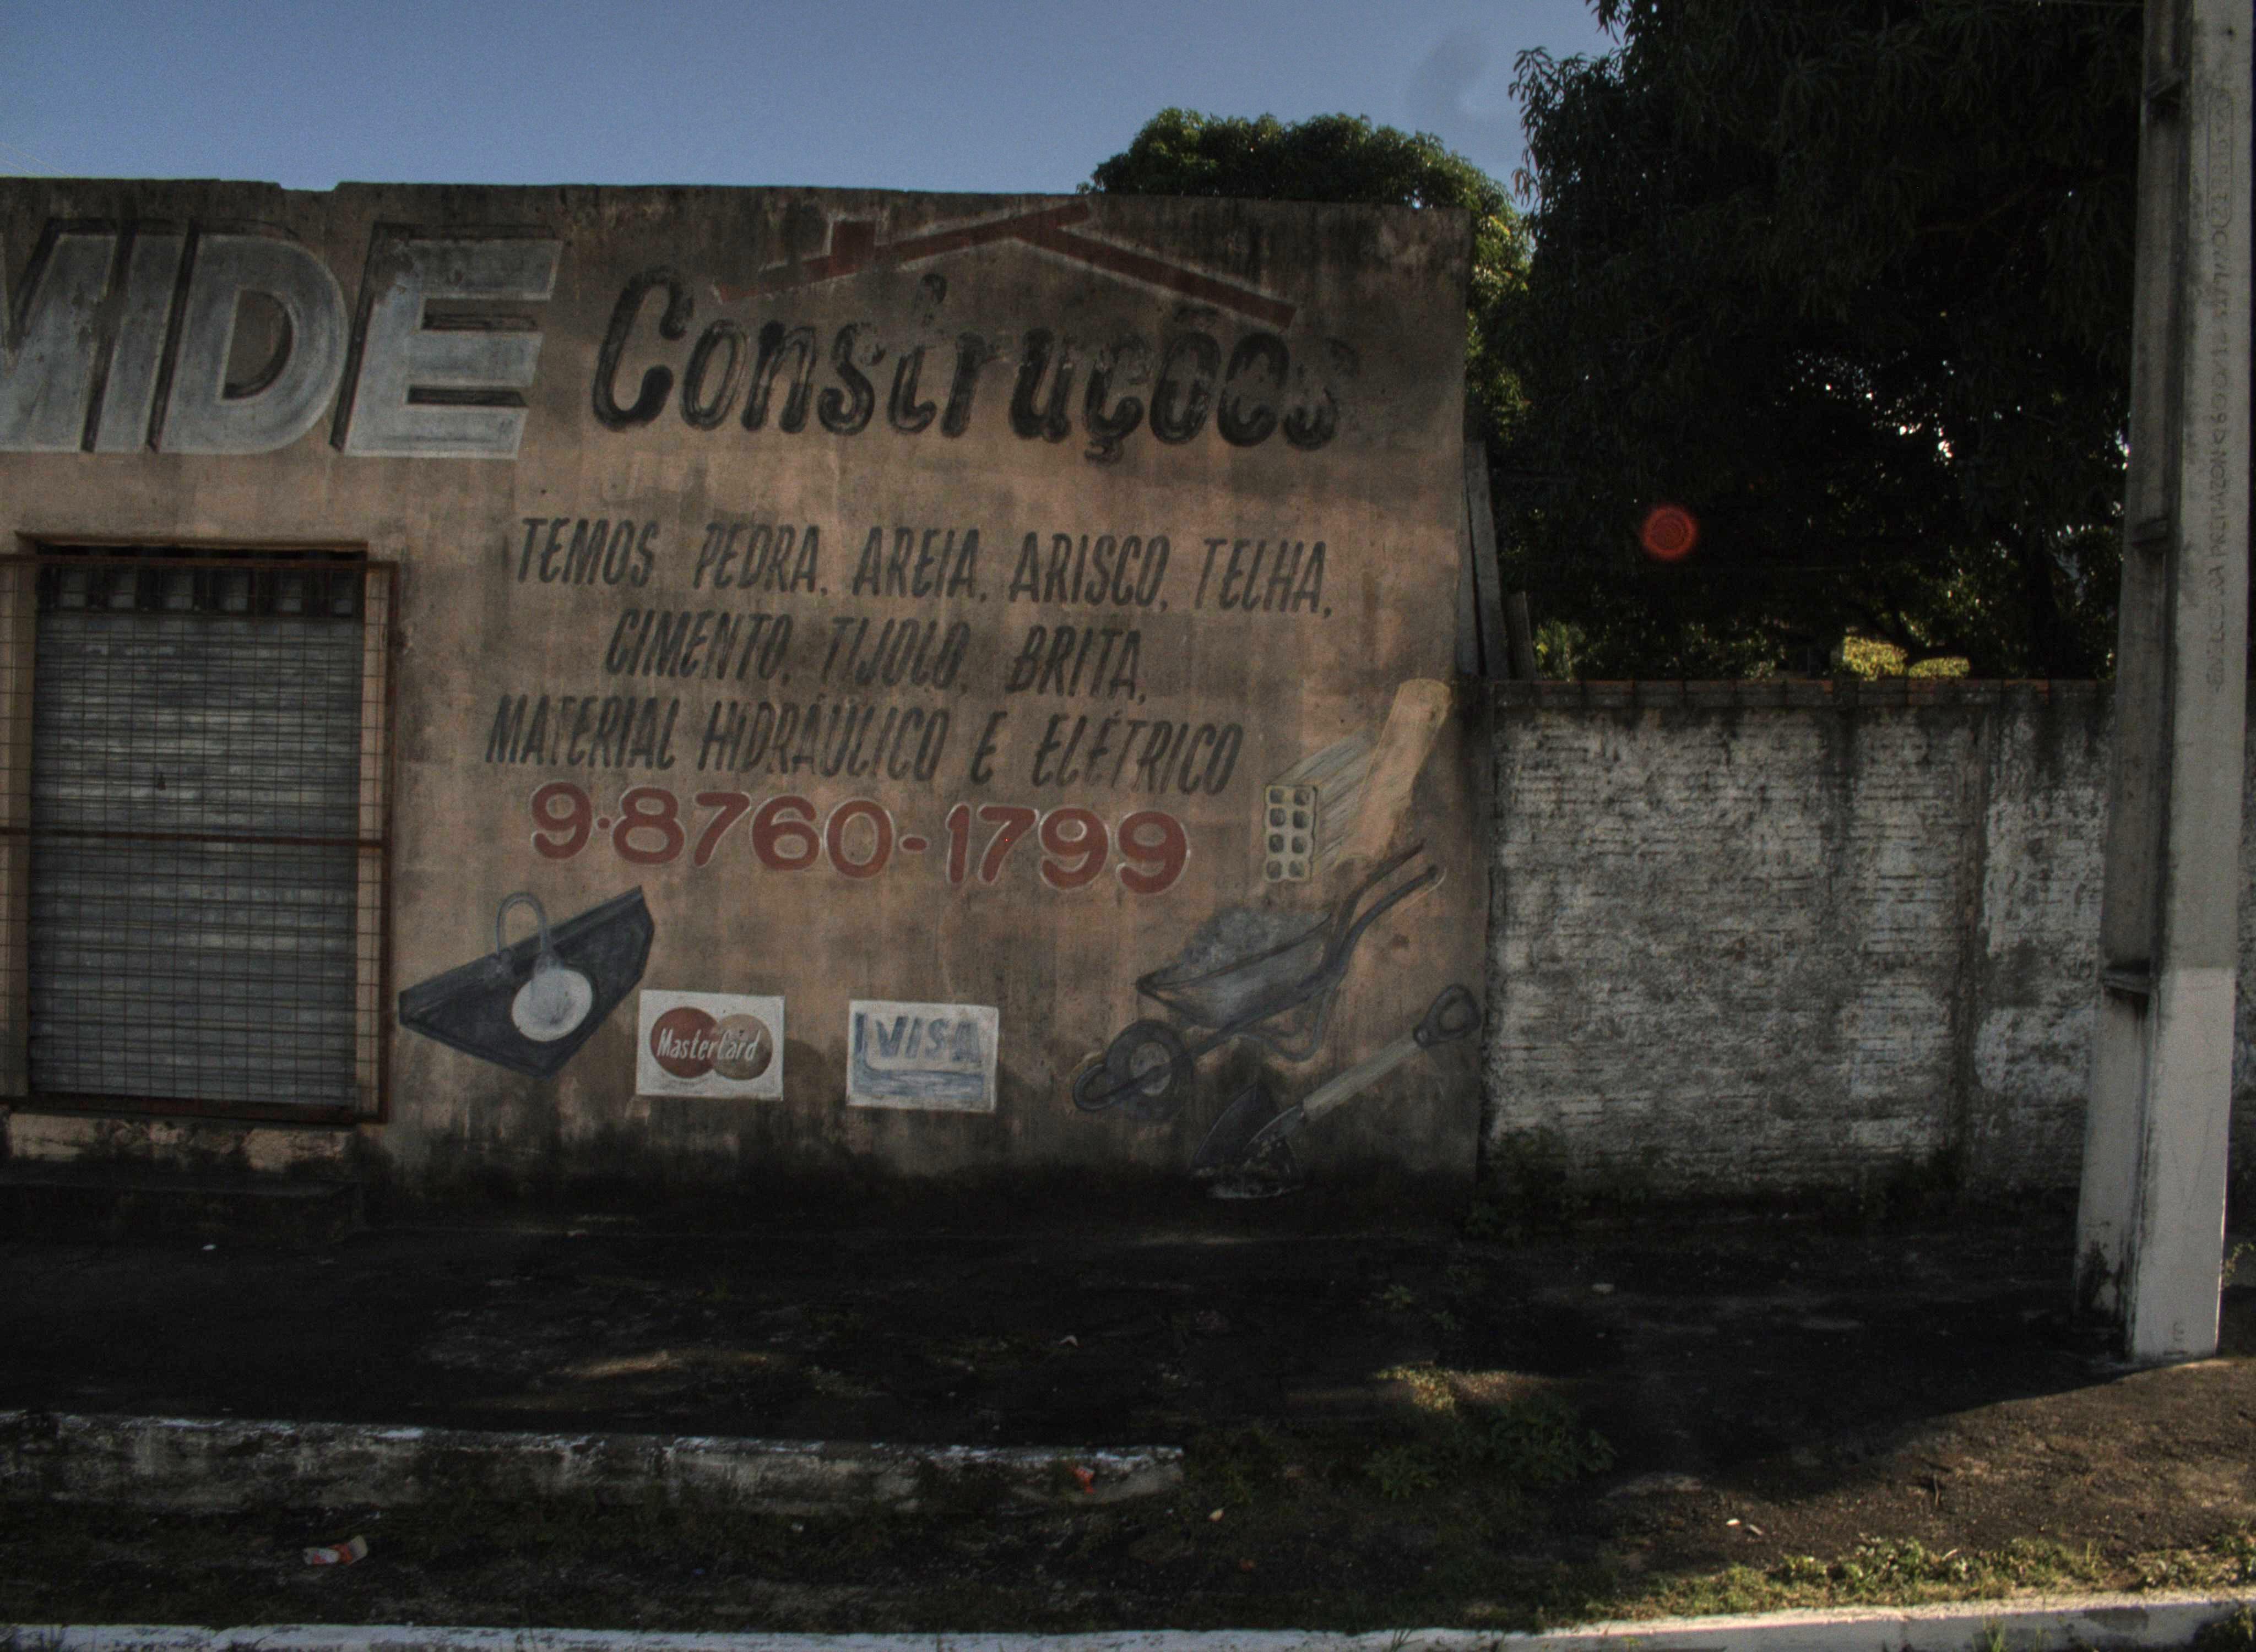 VIDE Construções
TEMOS PEDRA, AREIA, ARISCO, TELHA,
CIMENTO, TIJOLO, BRITA,
MATERIAL HIDRÁULICO E ELÉTRICO
9·8760-1799
MasterCard
VISA